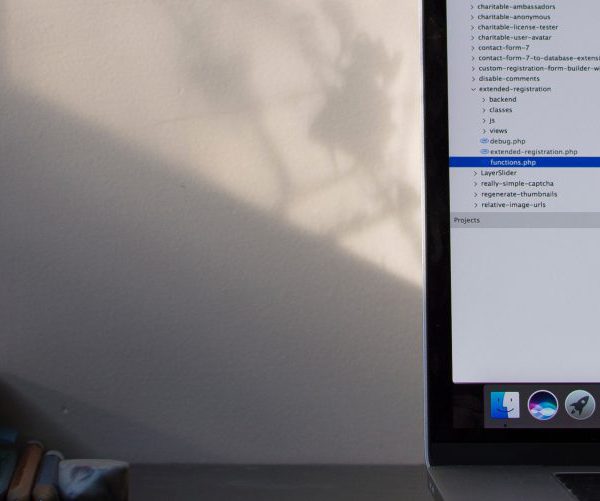 charitable-ambassadors
charitable-anonymous
charitable-license-tester
charitable-user-avatar
contact-form-7
contact-form-7-to-database-extensi
custom-registration-form-builder-wi
disable-comments
extended-registration
backend
classes
js
views
debug.php
extended-registration.php
functions.php
LayerSlider
really-simple-captcha
regenerate-thumbnails
relative-image-urls
Projects